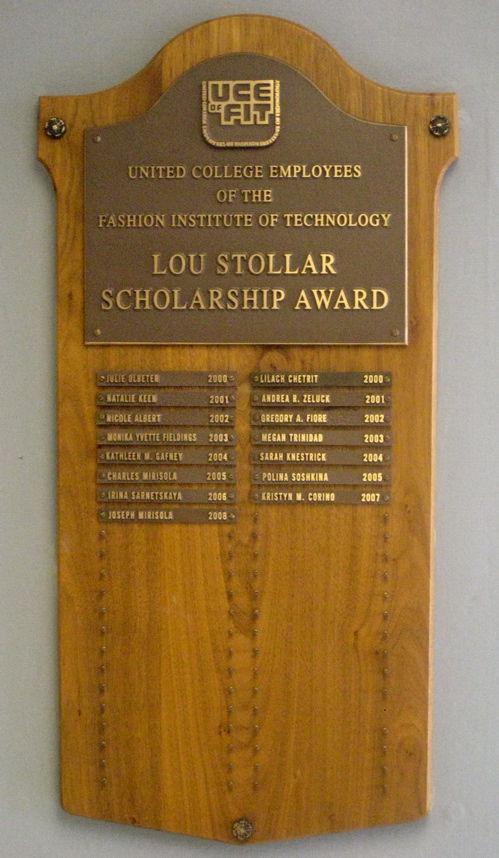 UCE
OF FIT
UNITED COLLEGE EMPLOYEES
OF THE
FASHION INSTITUTE OF TECHNOLOGY
LOU STOLLAR
SCHOLARSHIP AWARD
JULIE OLBETER 2000
NATALIE KEEN 2001
NICOLE ALBERT 2002
MONIKA YVETTE FIELDINGS 2003
KATHLEEN M. GAFNEY 2004
CHARLES MIRISOLA 2005
IRINA SARNETSKAYA 2006
JOSEPH MIRISOLA 2008
LILACH CHETRIT 2000
ANDREA R. ZELUCK 2001
GREGORY A. FIORE 2002
MEGAN TRINIDAD 2003
SARAH KNESTRICK 2004
POLINA SOSHKINA 2005
KRISTYN M. CORINO 2007